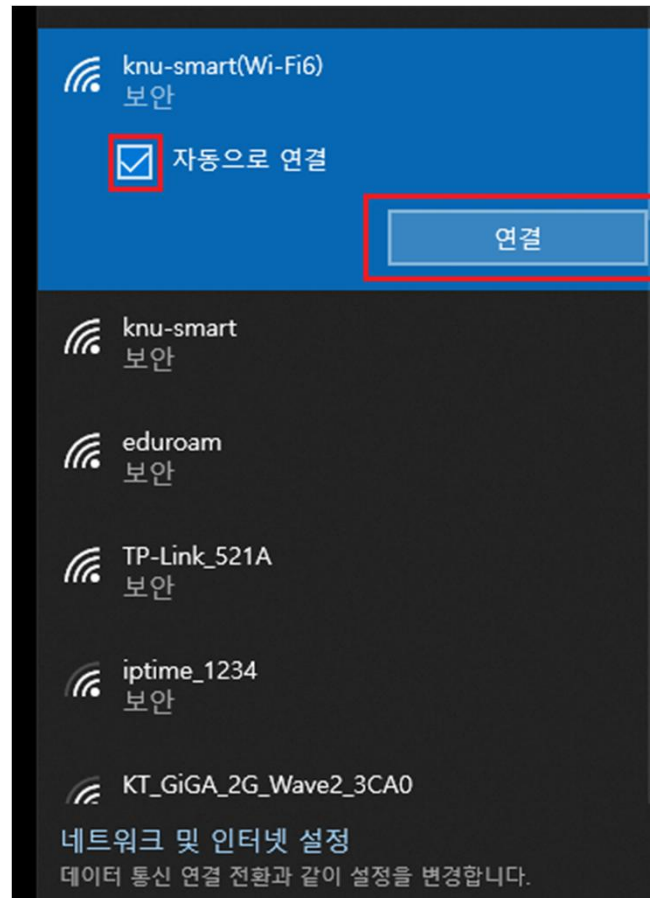 knu-smart(Wi-Fi6)
보안
자동으로 연결
연결
knu-smart
보안
eduroam
보안
TP-Link_521A
보안
iptime_1234
보안
KT_GiGA_2G_Wave2_3CA0
네트워크 및 인터넷 설정
데이터 통신 연결 전환과 같이 설정을 변경합니다.